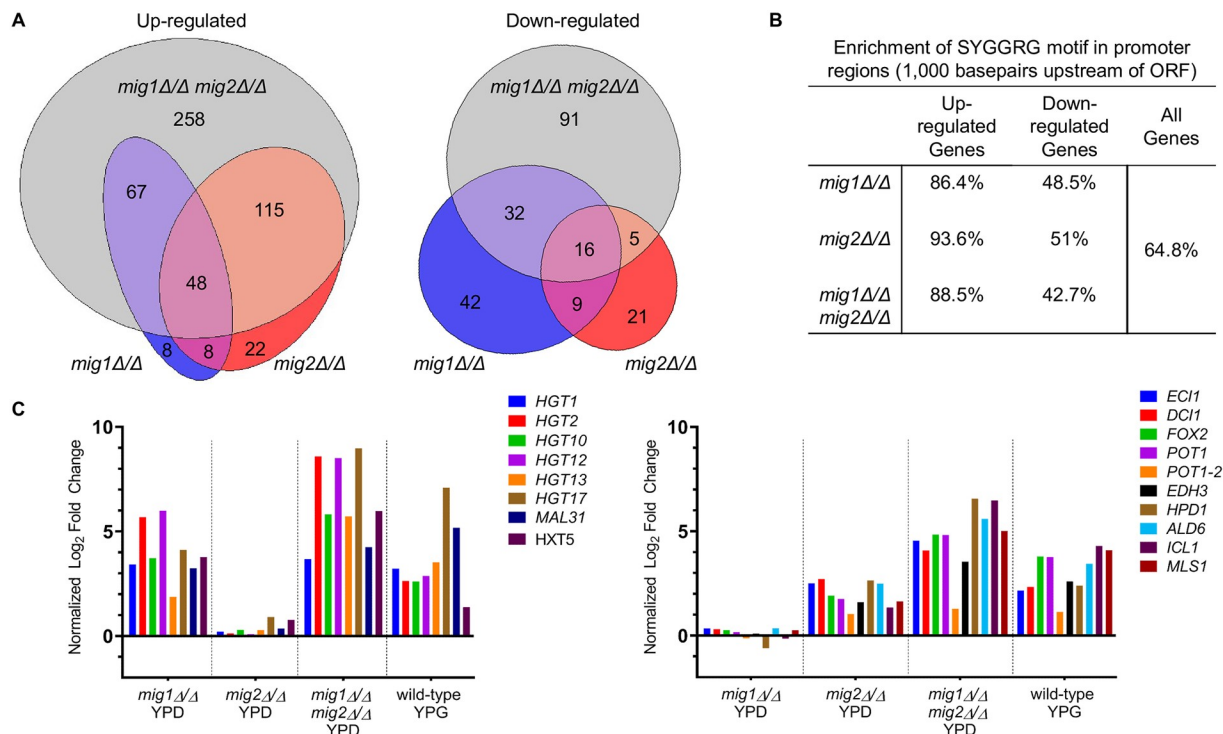 A
Up-regulated
mig1Δ/Δ mig2Δ/Δ
258
67
115
48
8
8
22
mig1Δ/Δ
mig2Δ/Δ
Down-regulated
mig1Δ/Δ mig2Δ/Δ
91
32
16
5
42
9
21
mig1Δ/Δ
mig2Δ/Δ
B
Enrichment of SYGGRG motif in promoter
regions (1,000 basepairs upstream of ORF)
Up-
regulated
Genes
Down-
regulated
Genes
All
Genes
mig1Δ/Δ 86.4% 48.5%
mig2Δ/Δ 93.6% 51%
64.8%
mig1Δ/Δ 88.5% 42.7%
mig2Δ/Δ
C
Normalized Log2 Fold Change
10
5
0
mig1Δ/Δ
YPD
mig2Δ/Δ
YPD
mig1Δ/Δ
mig2Δ/Δ
YPD
wild-type
YPG
HGT1
HGT2
HGT10
HGT12
HGT13
HGT17
MAL31
HXT5
Normalized Log2 Fold Change
10
5
0
mig1Δ/Δ
YPD
mig2Δ/Δ
YPD
mig1Δ/Δ
mig2Δ/Δ
YPD
wild-type
YPG
ECI1
DCI1
FOX2
POT1
POT1-2
EDH3
HPD1
ALD6
ICL1
MLS1